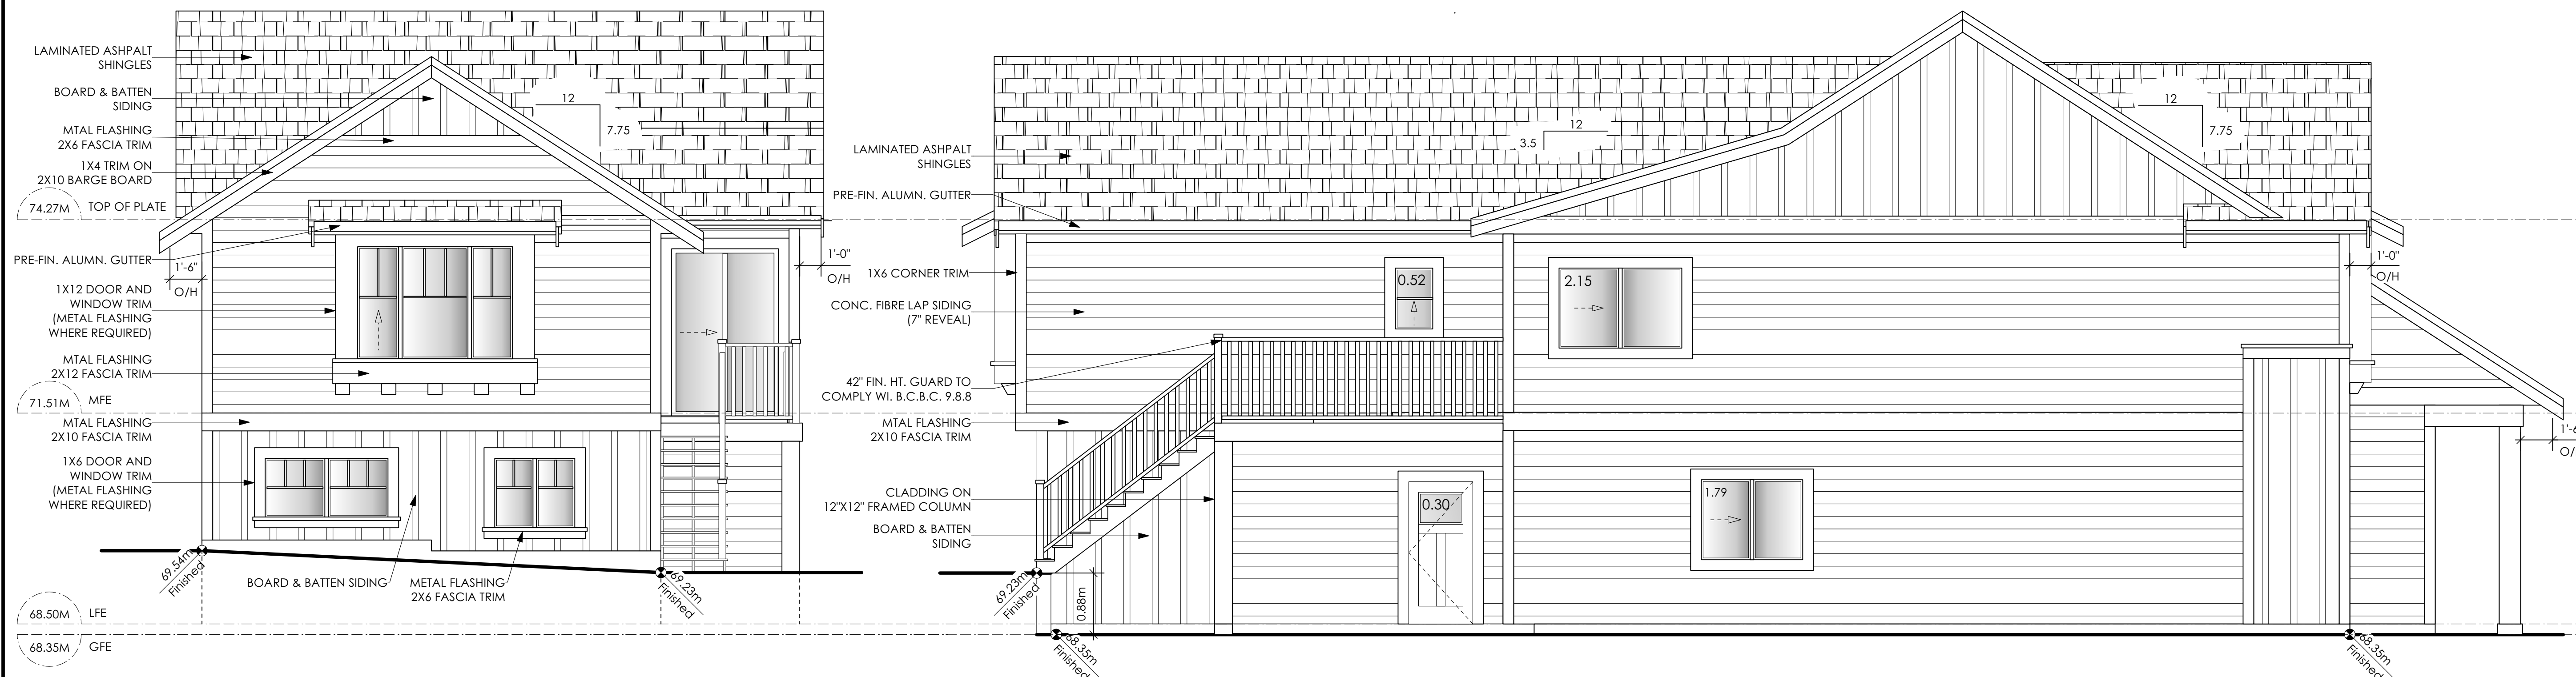 LAMINATED ASHPALT
SHINGLES
BOARD & BATTEN
SIDING
MTAL FLASHING
2X6 FASCIA TRIM
1X4 TRIM ON
2X10 BARGE BOARD
74.27M TOP OF PLATE
PRE-FIN. ALUMN. GUTTER
1'-6"
O/H
1X12 DOOR AND
WINDOW TRIM
(METAL FLASHING
WHERE REQUIRED)
MTAL FLASHING
2X12 FASCIA TRIM
71.51M MFE
MTAL FLASHING
2X10 FASCIA TRIM
1X6 DOOR AND
WINDOW TRIM
(METAL FLASHING
WHERE REQUIRED)
69.54m
Finished
BOARD & BATTEN SIDING
METAL FLASHING
2X6 FASCIA TRIM
69.23m
Finished
68.50M LFE
68.35M GFE
12
7.75
1'-0"
O/H
LAMINATED ASHPALT
SHINGLES
PRE-FIN. ALUMN. GUTTER
1X6 CORNER TRIM
CONC. FIBRE LAP SIDING
(7" REVEAL)
42" FIN. HT. GUARD TO
COMPLY WI. B.C.B.C. 9.8.8
MTAL FLASHING
2X10 FASCIA TRIM
CLADDING ON
12"X12" FRAMED COLUMN
BOARD & BATTEN
SIDING
69.23m
Finished
0.88m
68.35m
Finished
12
3.5
12
7.75
0.52
2.15
0.30
1.79
1'-0"
O/H
1'-6
O/
68.35m
Finished